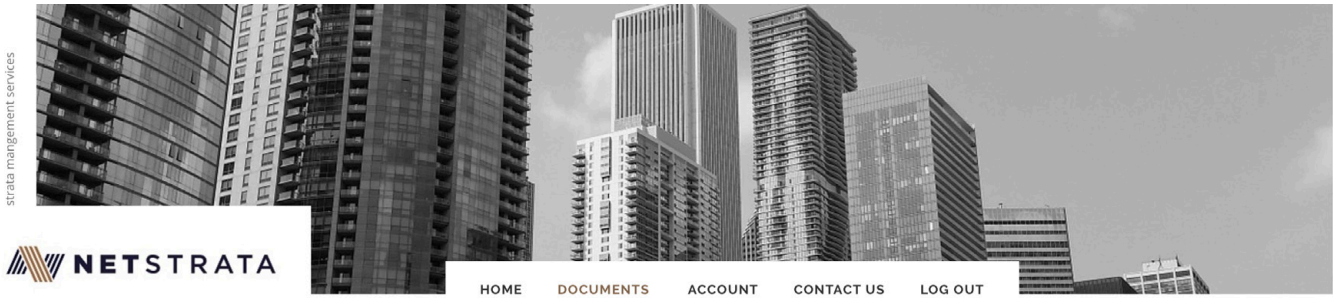 strata mangement services
NETSTRATA
HOME DOCUMENTS ACCOUNT CONTACT US LOG OUT